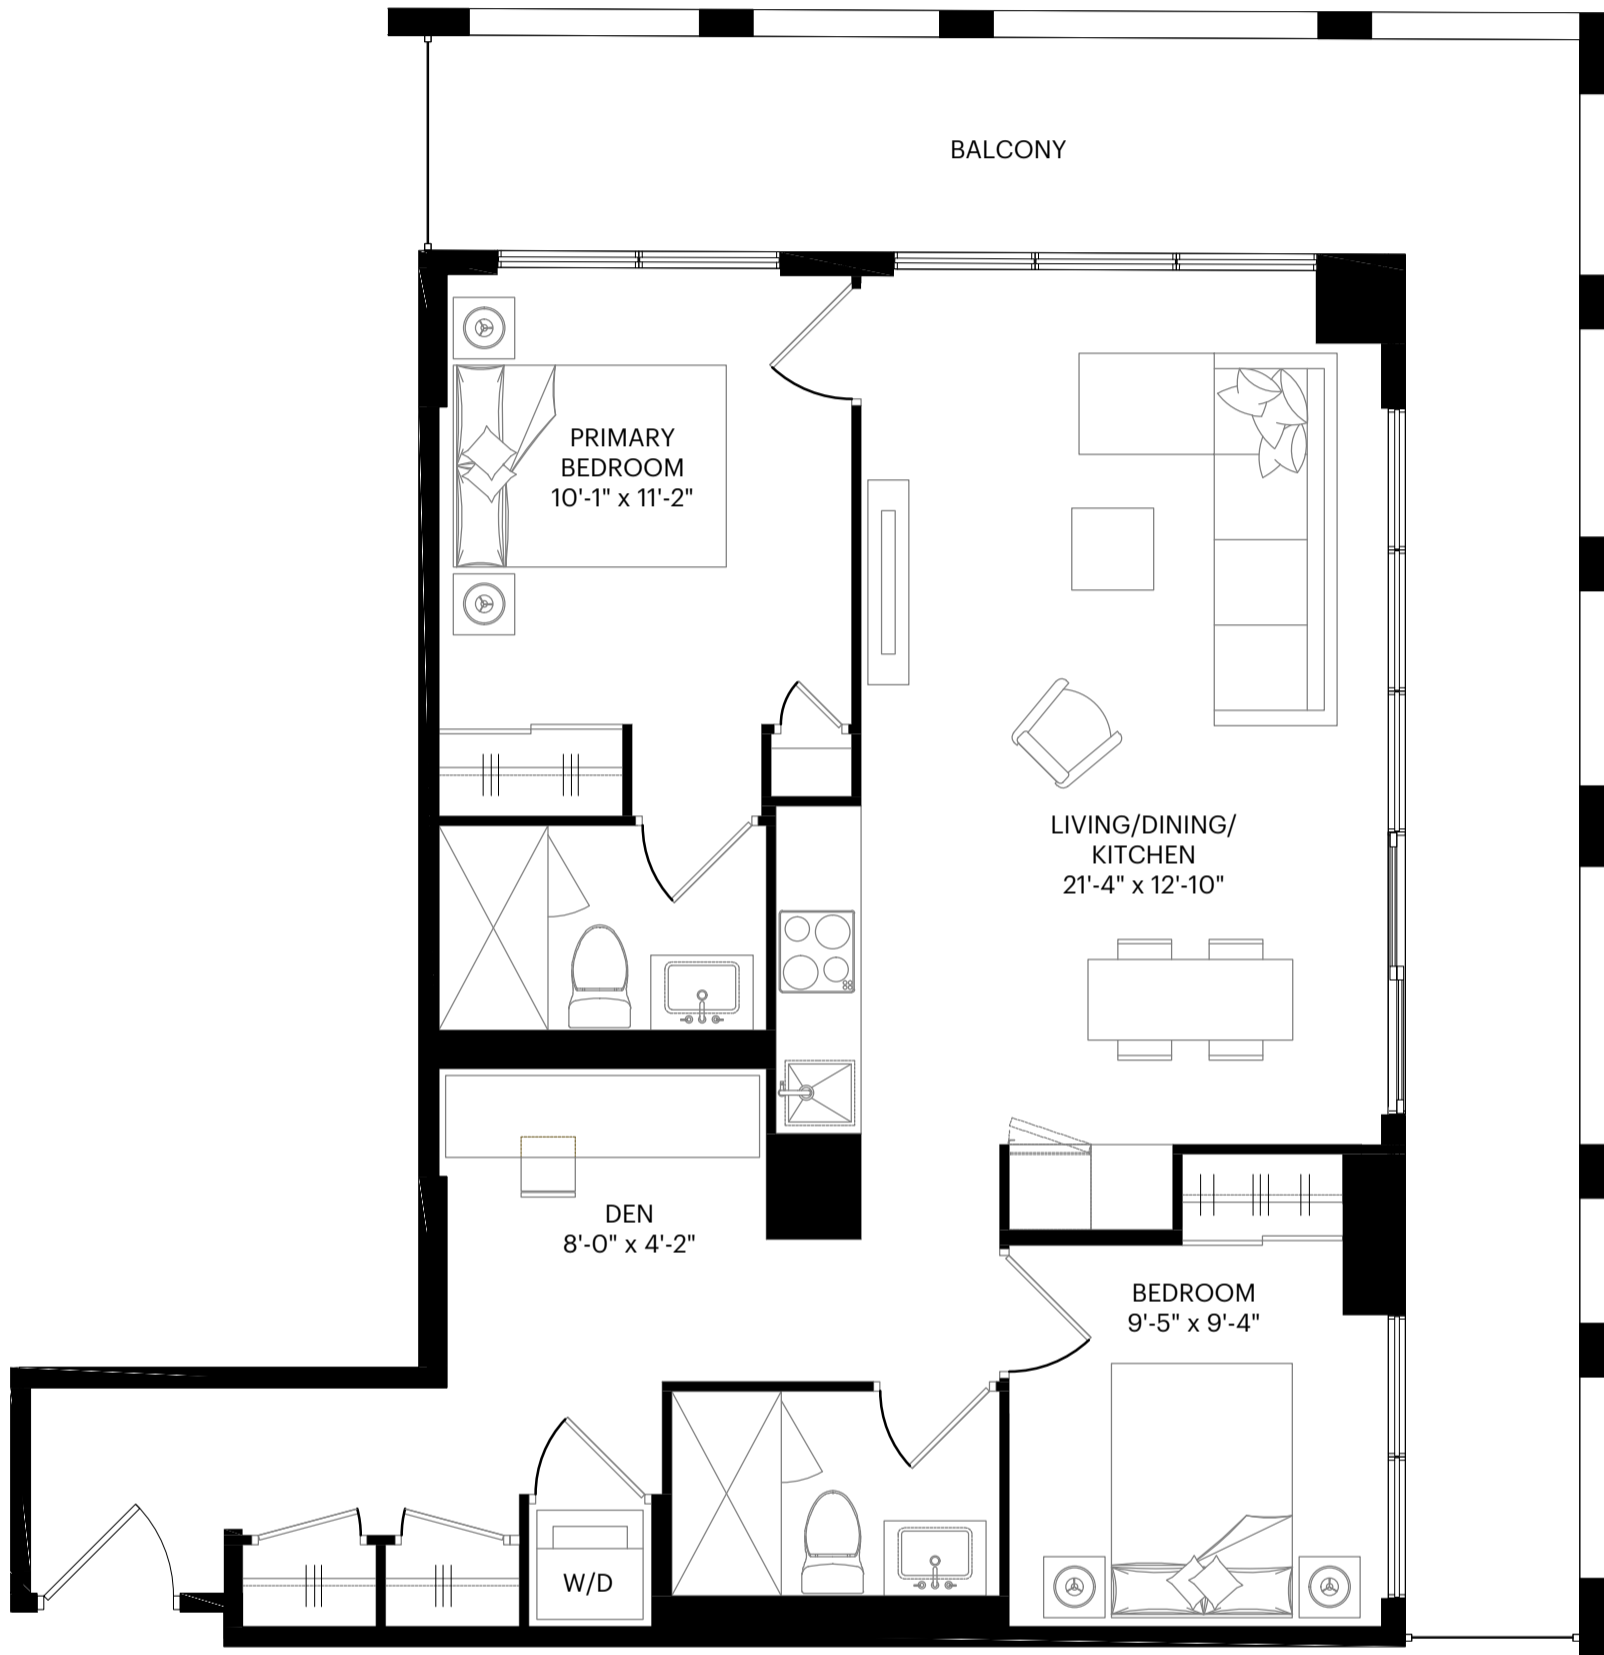 BALCONY
PRIMARY
BEDROOM
10'-1" x 11'-2"
LIVING/DINING/
KITCHEN
21'-4" x 12'-10"
DEN
8'-0" x 4'-2"
BEDROOM
9'-5" x 9'-4"
W/D